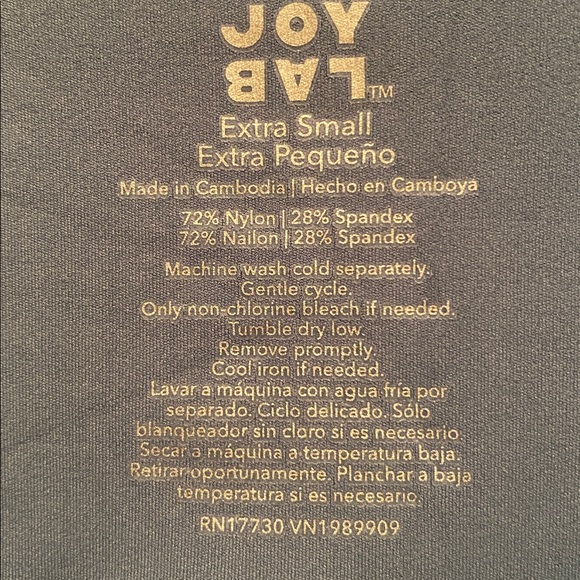 JOY
LAB™
Extra Small
Extra Pequeño
Made in Cambodia | Hecho en Camboya
72% Nylon | 28% Spandex
72% Nailon | 28% Spandex
Machine wash cold separately.
Gentle cycle.
Only non-chlorine bleach if needed.
Tumble dry low.
Remove promptly.
Cool iron if needed.
Lavar a máquina con agua fría por
separado. Ciclo delicado. Sólo
blanqueador sin cloro si es necesario.
Secar a máquina a temperatura baja.
Retirar oportunamente. Planchar a baja
temperatura si es necesario.
RN17730 VN1989909